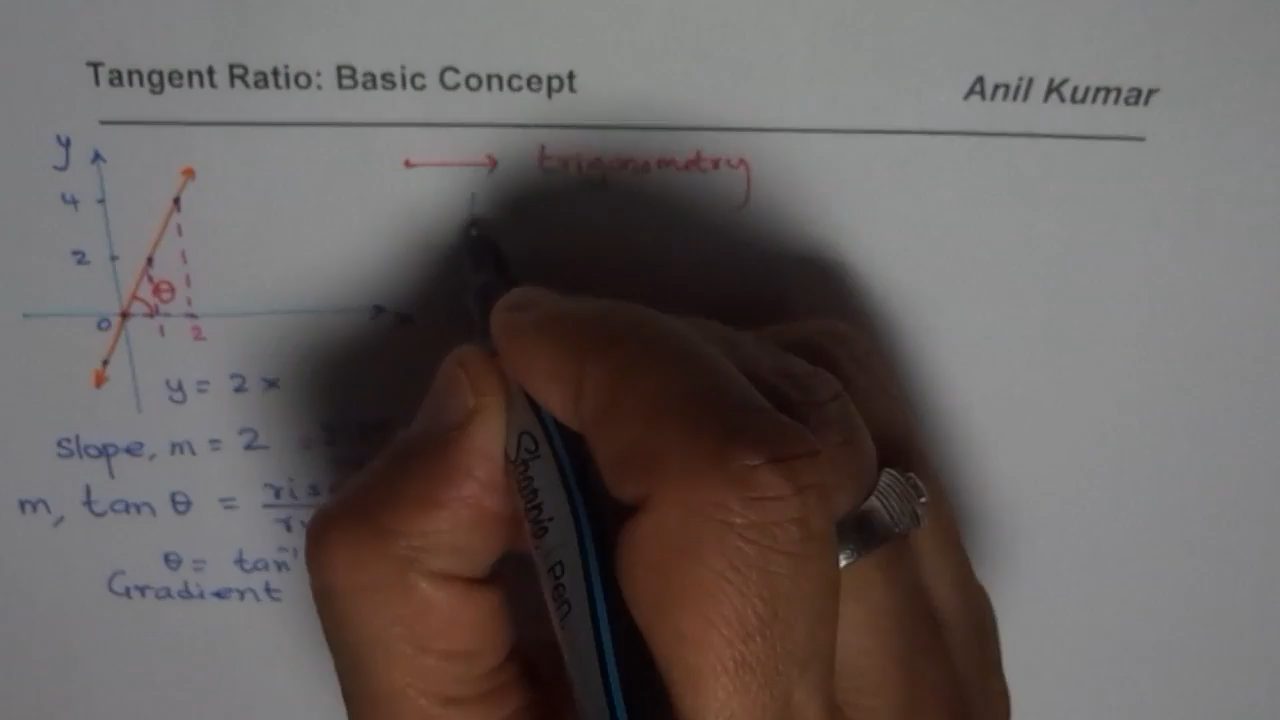 Tangent Ratio: Basic Concept
Anil Kumar
trigonometry
y
4
2
θ
0 1 2
y = 2x
Slope, m = 2
m, tan θ =
θ = tan⁻¹
Gradient
Sharpie. Pen.